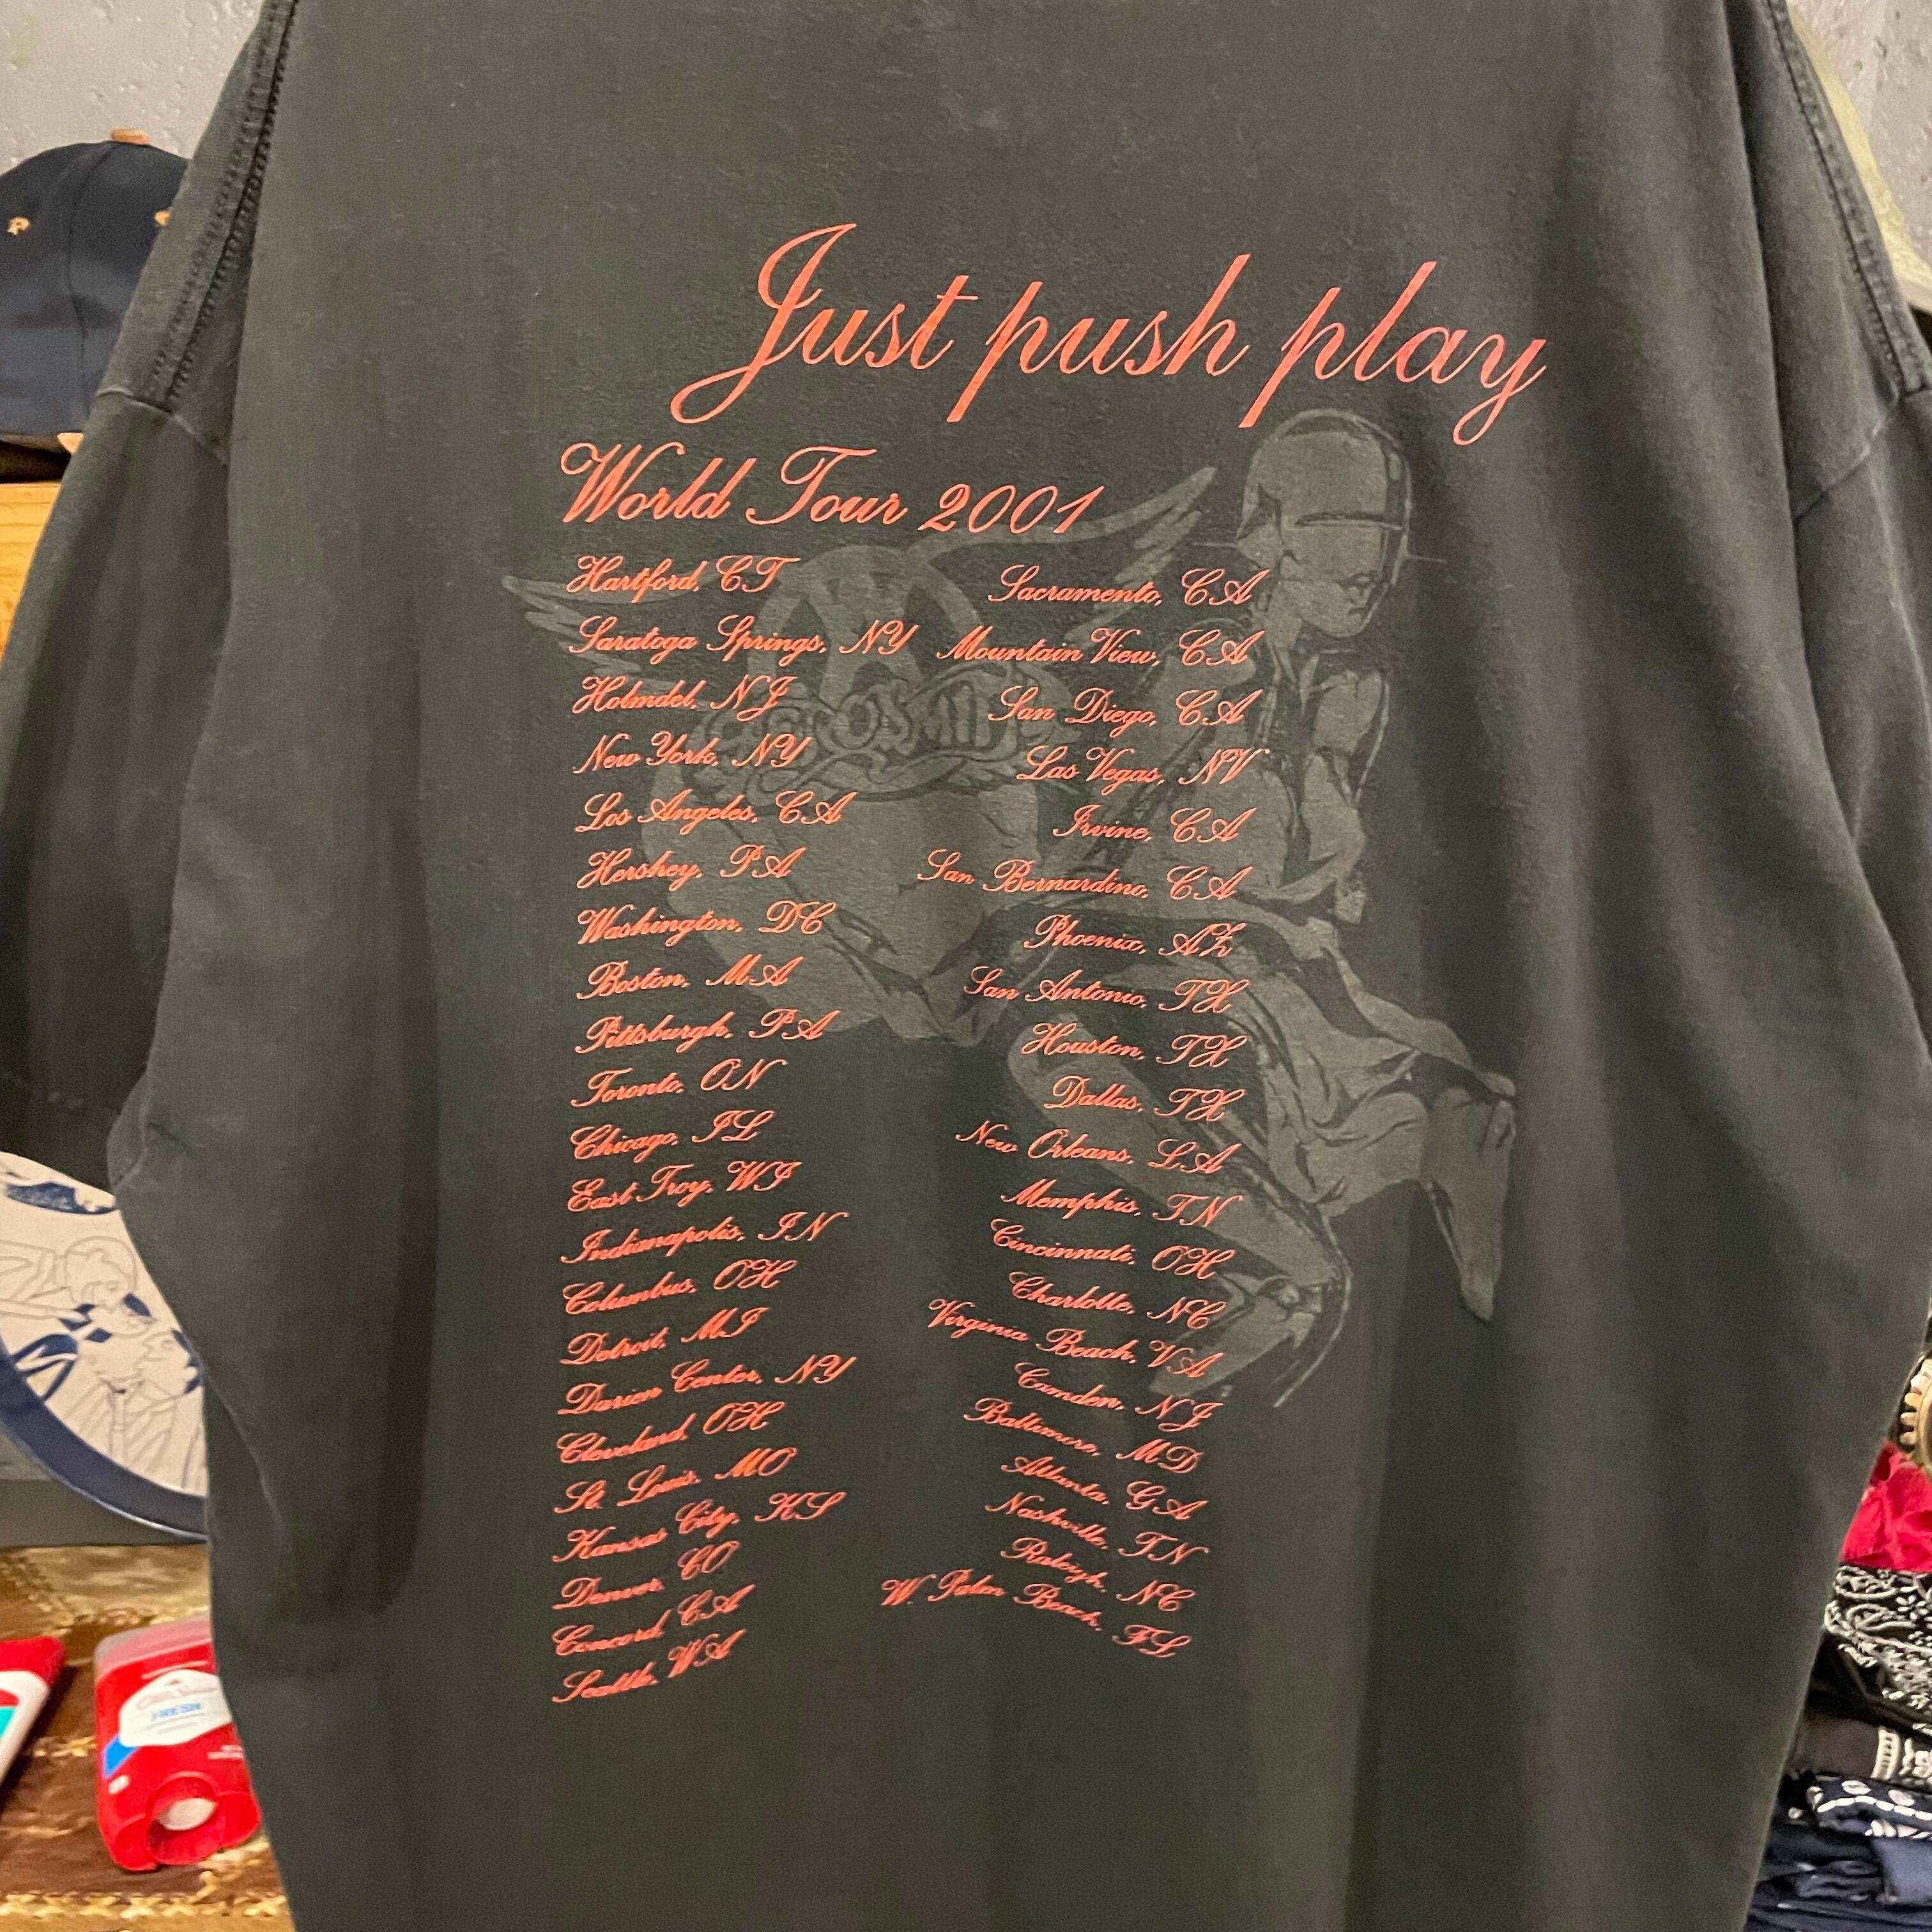 Just push play
World Tour 2001
Hartford, CT
Saratoga Springs, NY
Holmdel, NJ
New York, NY
Los Angeles, CA
Hershey, PA
Washington, DC
Boston, MA
Pittsburgh, PA
Toronto, ON
Chicago, IL
East Troy, WI
Indianapolis, IN
Columbus, OH
Detroit, MI
Darien Center, NY
Cleveland, OH
St. Louis, MO
Kansas City, KS
Denver, CO
Concord, CA
Seattle, WA
Sacramento, CA
Mountain View, CA
San Diego, CA
Las Vegas, NV
Irvine, CA
San Bernardino, CA
Phoenix, AZ
San Antonio, TX
Houston, TX
Dallas, TX
New Orleans, LA
Memphis, TN
Cincinnati, OH
Charlotte, NC
Virginia Beach, VA
Camden, NJ
Baltimore, MD
Atlanta, GA
Nashville, TN
Raleigh, NC
W. Palm Beach, FL
FRESH